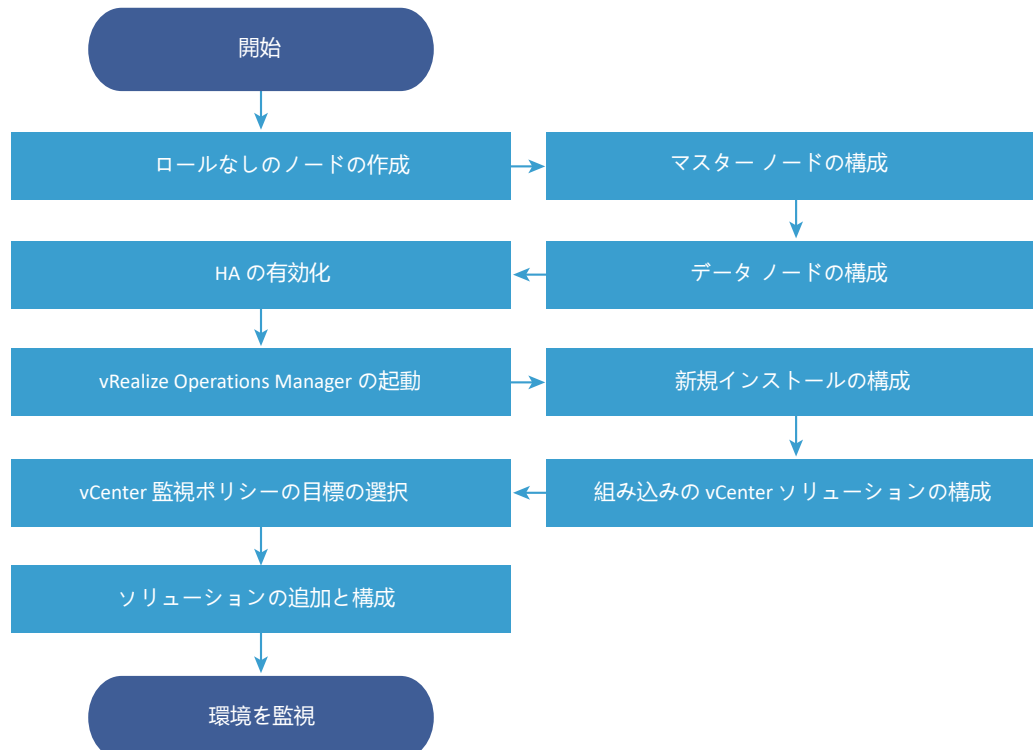 開始
ロールなしのノードの作成
マスター ノードの構成
データ ノードの構成
HA の有効化
vRealize Operations Manager の起動
新規インストールの構成
組み込みの vCenter ソリューションの構成
vCenter 監視ポリシーの目標の選択
ソリューションの追加と構成
環境を監視